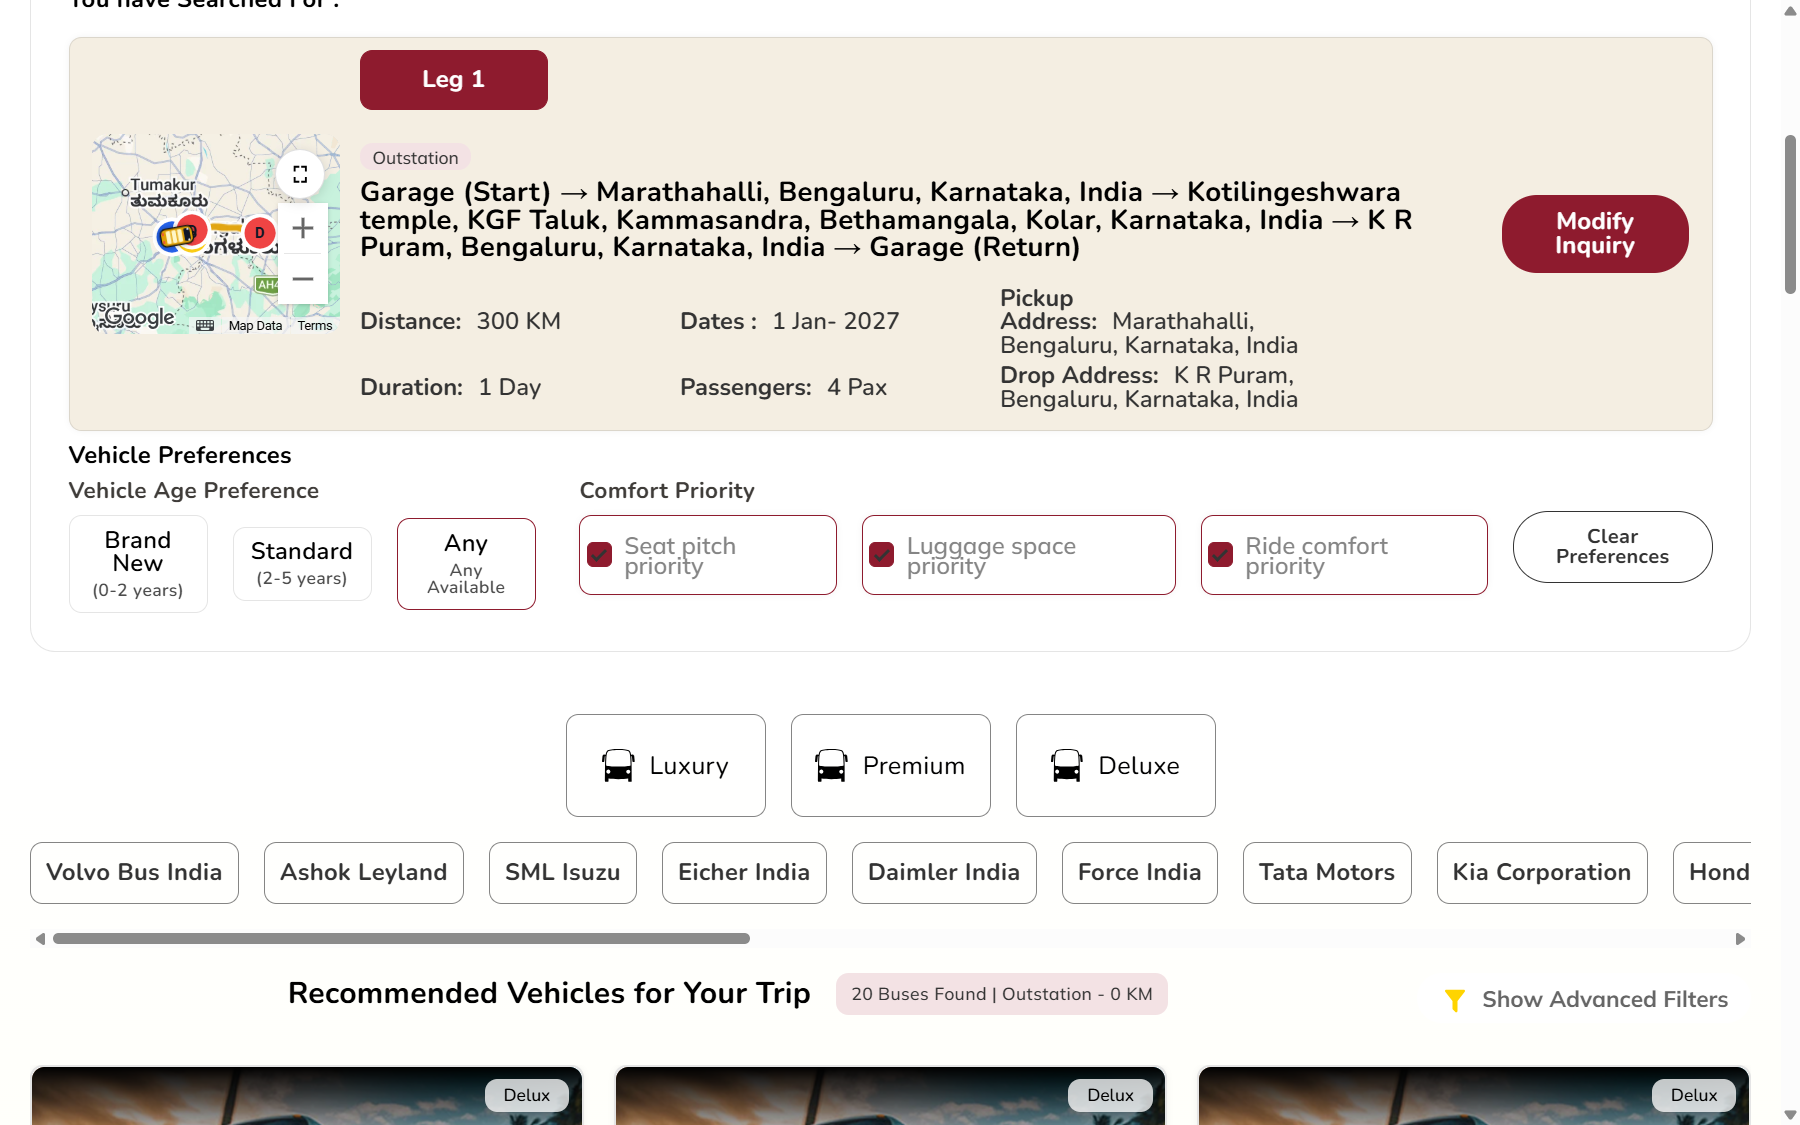 You have Searched For :
Leg 1
Outstation
Garage (Start) → Marathahalli, Bengaluru, Karnataka, India → Kotilingeshwara
temple, KGF Taluk, Kammasandra, Bethamangala, Kolar, Karnataka, India → K R
Puram, Bengaluru, Karnataka, India → Garage (Return)
Modify
Inquiry
Tumakur
ತುಮಕೂರು
D
AH4
Google
Map Data
Terms
Distance: 300 KM
Dates : 1 Jan- 2027
Pickup
Address: Marathahalli,
Bengaluru, Karnataka, India
Duration: 1 Day
Passengers: 4 Pax
Drop Address: K R Puram,
Bengaluru, Karnataka, India
Vehicle Preferences
Vehicle Age Preference
Comfort Priority
Brand
New
(0-2 years)
Standard
(2-5 years)
Any
Any
Available
Seat pitch
priority
Luggage space
priority
Ride comfort
priority
Clear
Preferences
Luxury
Premium
Deluxe
Volvo Bus India
Ashok Leyland
SML Isuzu
Eicher India
Daimler India
Force India
Tata Motors
Kia Corporation
Hond
Recommended Vehicles for Your Trip
20 Buses Found | Outstation - 0 KM
Show Advanced Filters
Delux
Delux
Delux